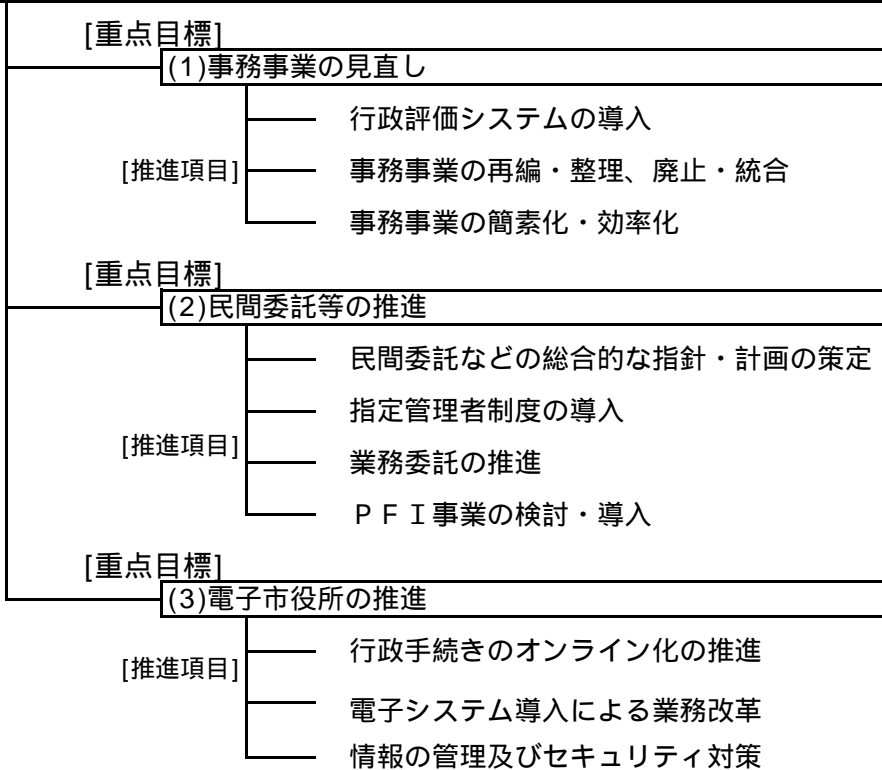 [重点目標]
(1)事務事業の見直し
行政評価システムの導入
[推進項目]
事務事業の再編・整理、廃止・統合
事務事業の簡素化・効率化
[重点目標]
(2)民間委託等の推進
民間委託などの総合的な指針・計画の策定
指定管理者制度の導入
[推進項目]
業務委託の推進
ＰＦＩ事業の検討・導入
[重点目標]
(3)電子市役所の推進
行政手続きのオンライン化の推進
[推進項目]
電子システム導入による業務改革
情報の管理及びセキュリティ対策